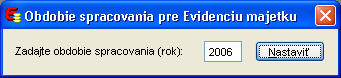 Obdobie spracovania pre Evidenciu majetku
Zadajte obdobie spracovania (rok): 2006 Nastaviť